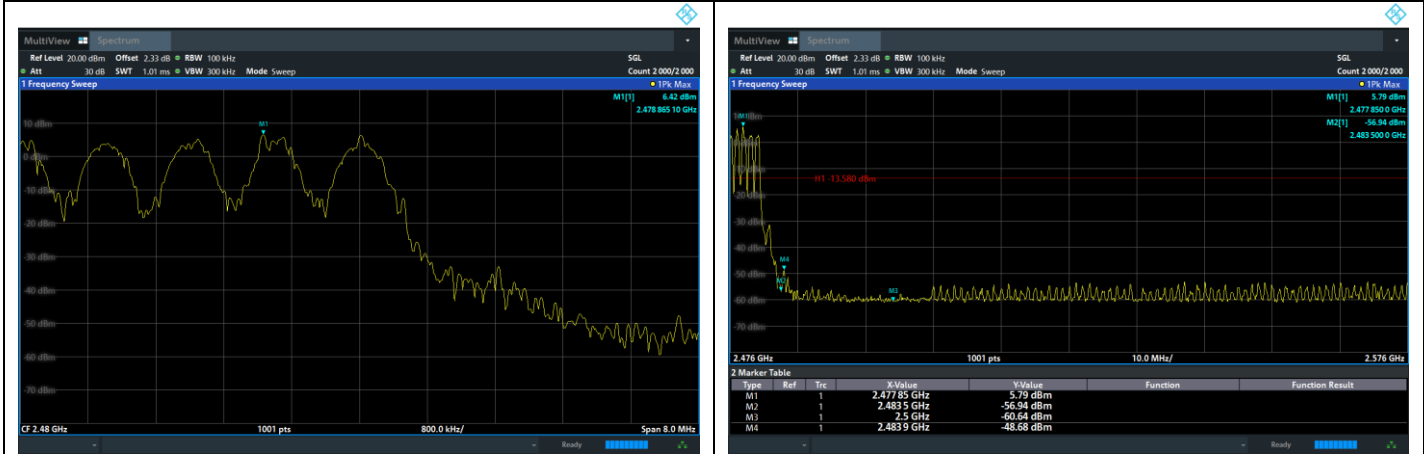 MultiView Spectrum
Ref Level 20.00 dBm Offset 2.33 dB RBW 100 kHz SGL
Att 30 dB SWT 1.01 ms VBW 300 kHz Mode Sweep Count 2 000/2 000
1 Frequency Sweep 1Pk Max
M1[1] 6.42 dBm
2.478 865 10 GHz
10 dBm
M1
0 dBm
-10 dBm
-20 dBm
-30 dBm
-40 dBm
-50 dBm
-60 dBm
-70 dBm
CF 2.48 GHz 1001 pts 800.0 kHz/ Span 8.0 MHz
Ready
MultiView Spectrum
Ref Level 20.00 dBm Offset 2.33 dB RBW 100 kHz SGL
Att 30 dB SWT 1.01 ms VBW 300 kHz Mode Sweep Count 2 000/2 000
1 Frequency Sweep 1Pk Max
M1[1] 5.79 dBm
2.477 850 0 GHz
M2[1] -56.94 dBm
2.483 500 0 GHz
M1
H1 -13.580 dBm
-20 dBm
-30 dBm
-40 dBm
M4
-50 dBm
M2
M3
-60 dBm
-70 dBm
2.476 GHz 1001 pts 10.0 MHz/ 2.576 GHz
2 Marker Table
Type Ref Trc X-Value Y-Value Function Function Result
M1 1 2.477 85 GHz 5.79 dBm
M2 1 2.483 5 GHz -56.94 dBm
M3 1 2.5 GHz -60.64 dBm
M4 1 2.483 9 GHz -48.68 dBm
Ready